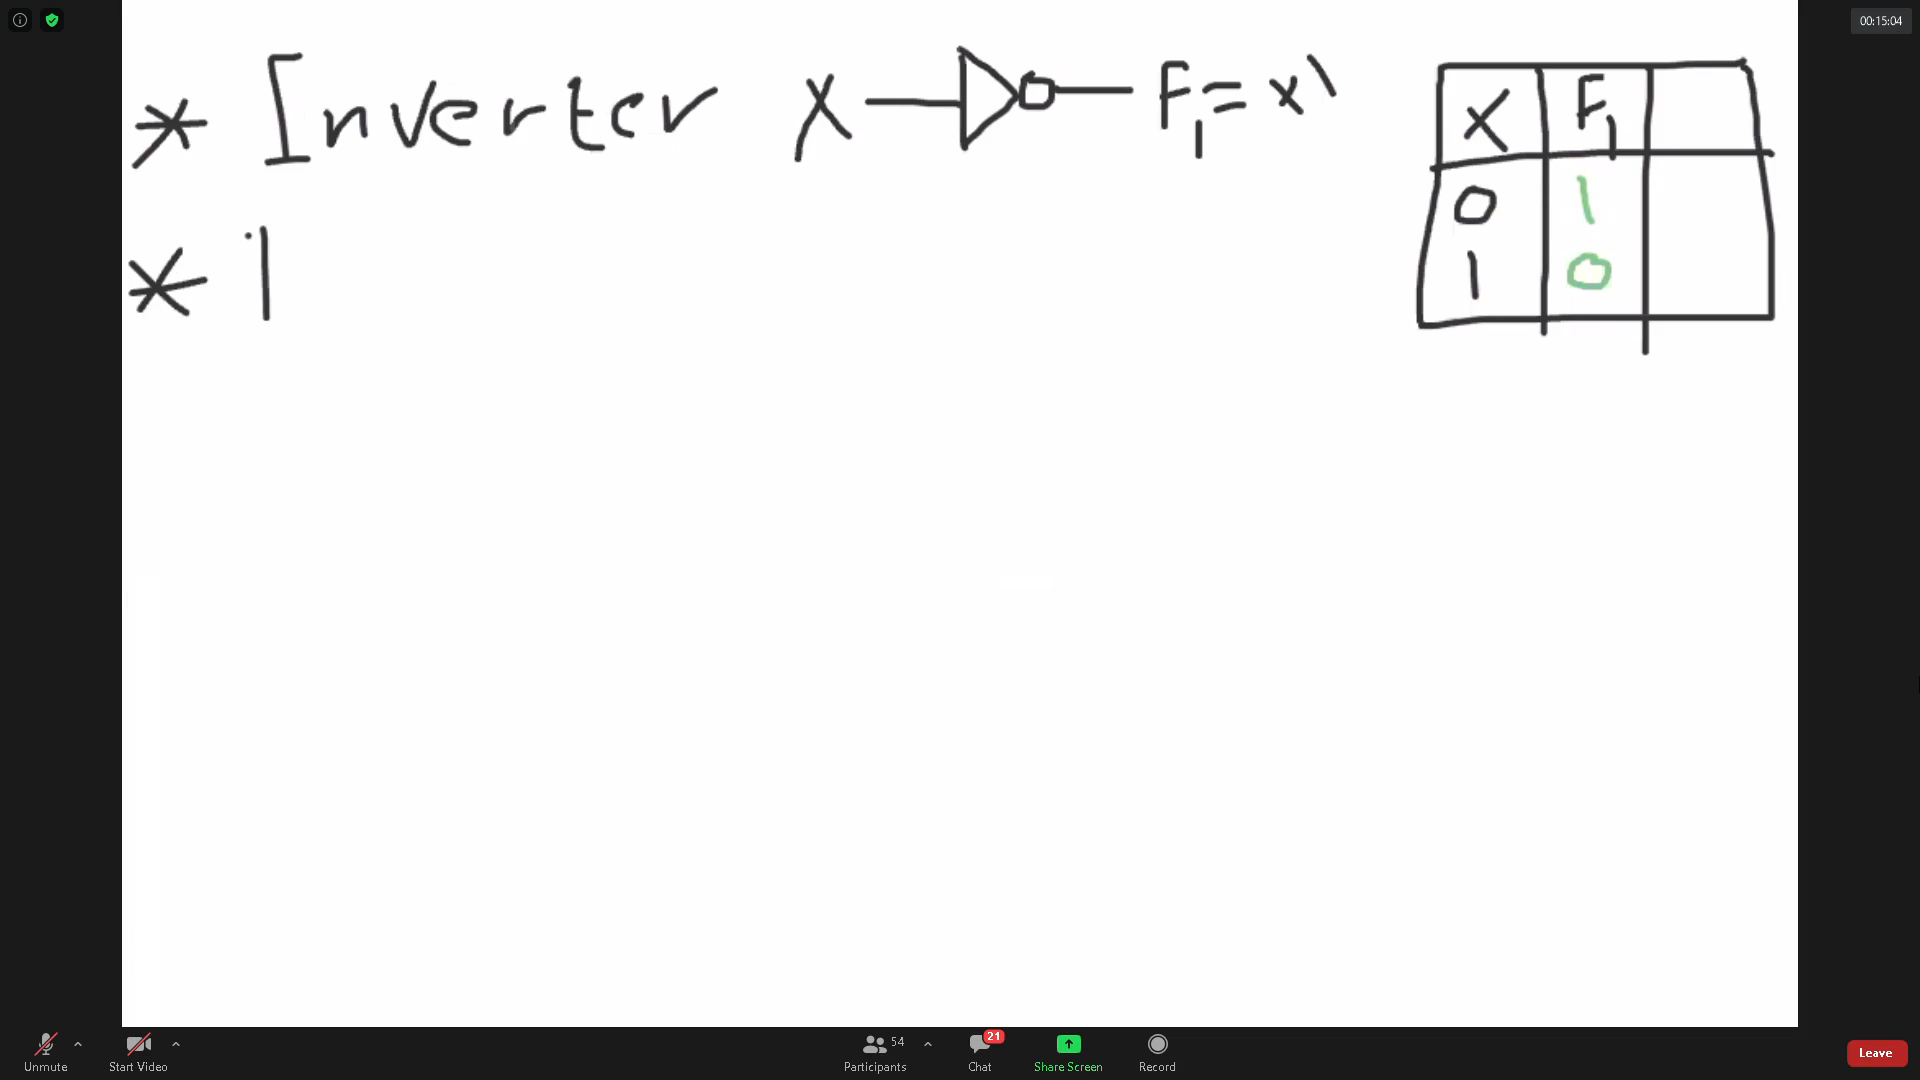 00:15:04
* Inverter X F1 = x'
X F1
0 1
1 0
*
Unmute
Start Video
54
Participants
21
Chat
Share Screen
Record
Leave